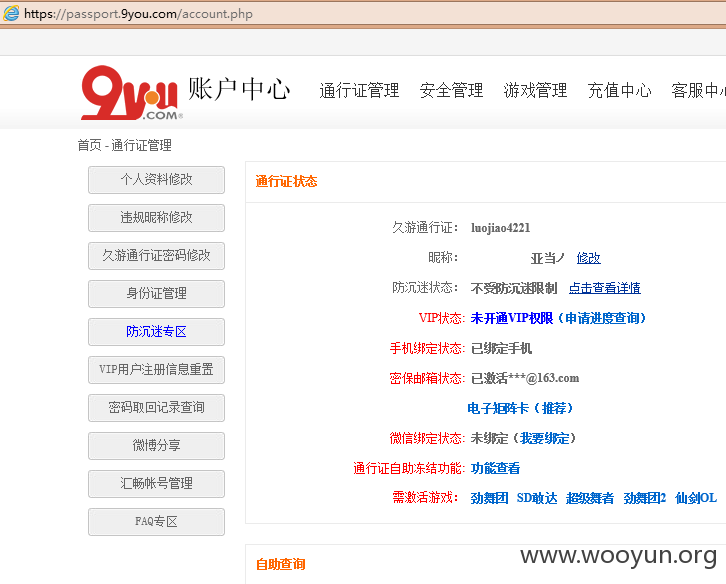 https://passport.9you.com/account.php
9you .COM® 账户中心 通行证管理 安全管理 游戏管理 充值中心 客服中心
首页 - 通行证管理
个人资料修改
违规昵称修改
久游通行证密码修改
身份证管理
防沉迷专区
VIP用户注册信息重置
密码取回记录查询
微博分享
汇畅帐号管理
FAQ专区
通行证状态
久游通行证: luojiao4221
昵称: 亚当ノ 修改
防沉迷状态: 不受防沉迷限制 点击查看详情
VIP状态: 未开通VIP权限（申请进度查询）
手机绑定状态: 已绑定手机
密保邮箱状态: 已激活***@163.com
电子矩阵卡（推荐）
微信绑定状态: 未绑定（我要绑定）
通行证自助冻结功能: 功能查看
需激活游戏: 劲舞团 SD敢达 超级舞者 劲舞团2 仙剑OL
自助查询
www.wooyun.org